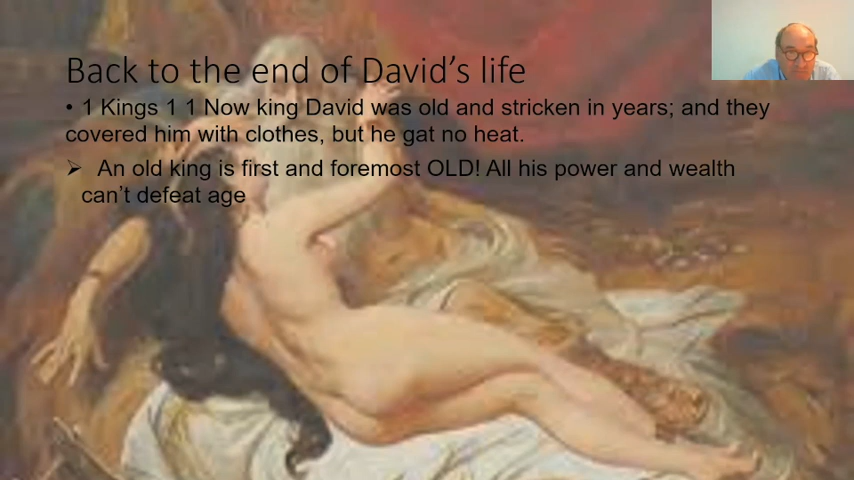 Back to the end of David's life
• 1 Kings 1 1 Now king David was old and stricken in years; and they
covered him with clothes, but he gat no heat.
➢ An old king is first and foremost OLD! All his power and wealth
can't defeat age